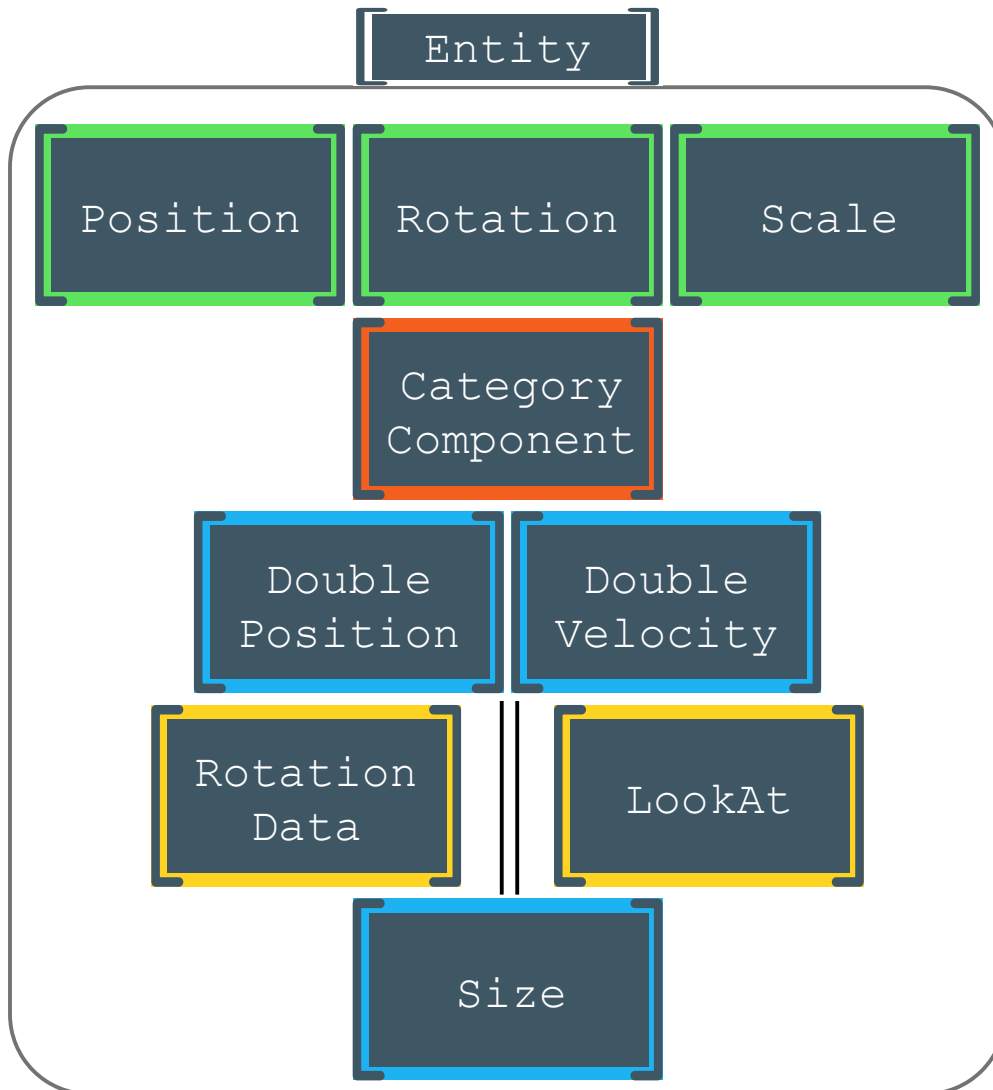 Entity
Position
Rotation
Scale
Category
Component
Double
Position
Double
Velocity
Rotation
Data
LookAt
Size